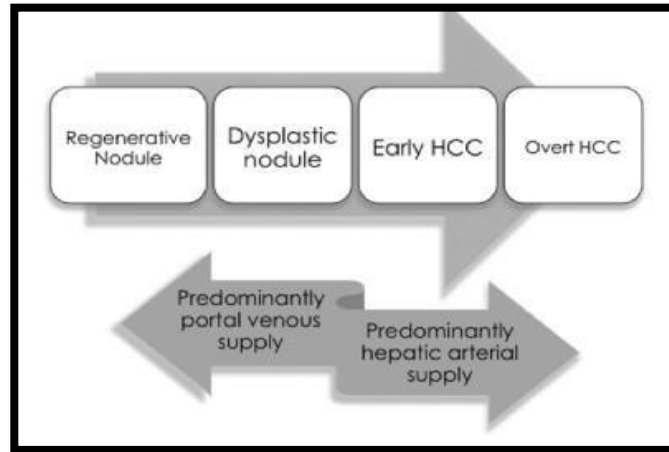 Regenerative
Nodule
Dysplastic
nodule
Early HCC
Overt HCC
Predominantly
portal venous
supply
Predominantly
hepatic arterial
supply